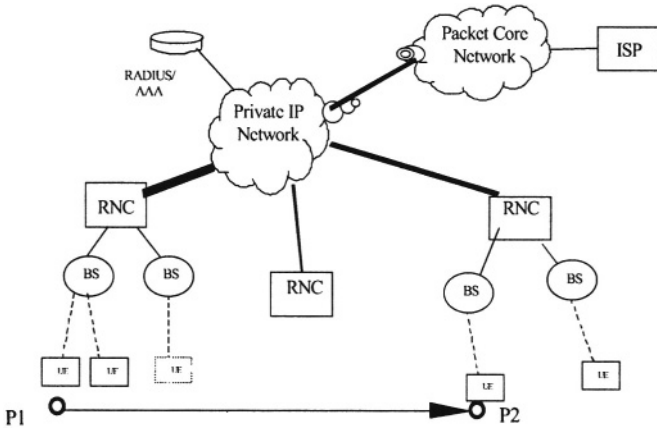 Packet Core
Network
ISP
RADIUS/
AAA
Private IP
Network
RNC
RNC
RNC
BS
BS
BS
BS
UE
UE
UE
UE
UE
P1
P2